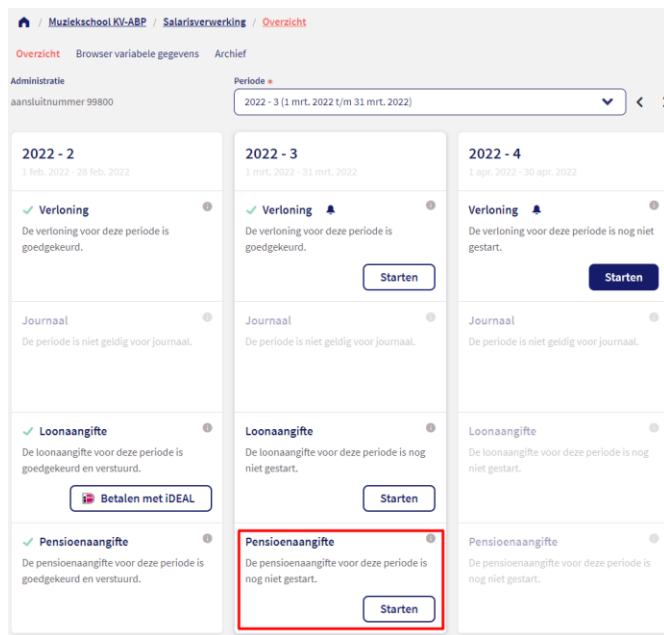 / Muziekschool KV-ABP / Salarisverwerking / Overzicht
Overzicht Browser variabele gegevens Archief
Administratie
aansluitnummer 99800
Periode *
2022 - 3 (1 mrt. 2022 t/m 31 mrt. 2022)
2022 - 2
1 feb. 2022 - 28 feb. 2022
Verloning
De verloning voor deze periode is
goedgekeurd.
Journaal
De periode is niet geldig voor journaal.
Loonaangifte
De loonaangifte voor deze periode is
goedgekeurd en verstuurd.
Betalen met iDEAL
Pensioenaangifte
De pensioenaangifte voor deze periode is
goedgekeurd en verstuurd.
2022 - 3
1 mrt. 2022 - 31 mrt. 2022
Verloning
De verloning voor deze periode is
goedgekeurd.
Starten
Journaal
De periode is niet geldig voor journaal.
Loonaangifte
De loonaangifte voor deze periode is nog
niet gestart.
Starten
Pensioenaangifte
De pensioenaangifte voor deze periode is
nog niet gestart.
Starten
2022 - 4
1 apr. 2022 - 30 apr. 2022
Verloning
De verloning voor deze periode is nog niet
gestart.
Starten
Journaal
De periode is niet geldig voor journaal.
Loonaangifte
De loonaangifte voor deze periode is nog
niet gestart.
Pensioenaangifte
De pensioenaangifte voor deze periode is
nog niet gestart.